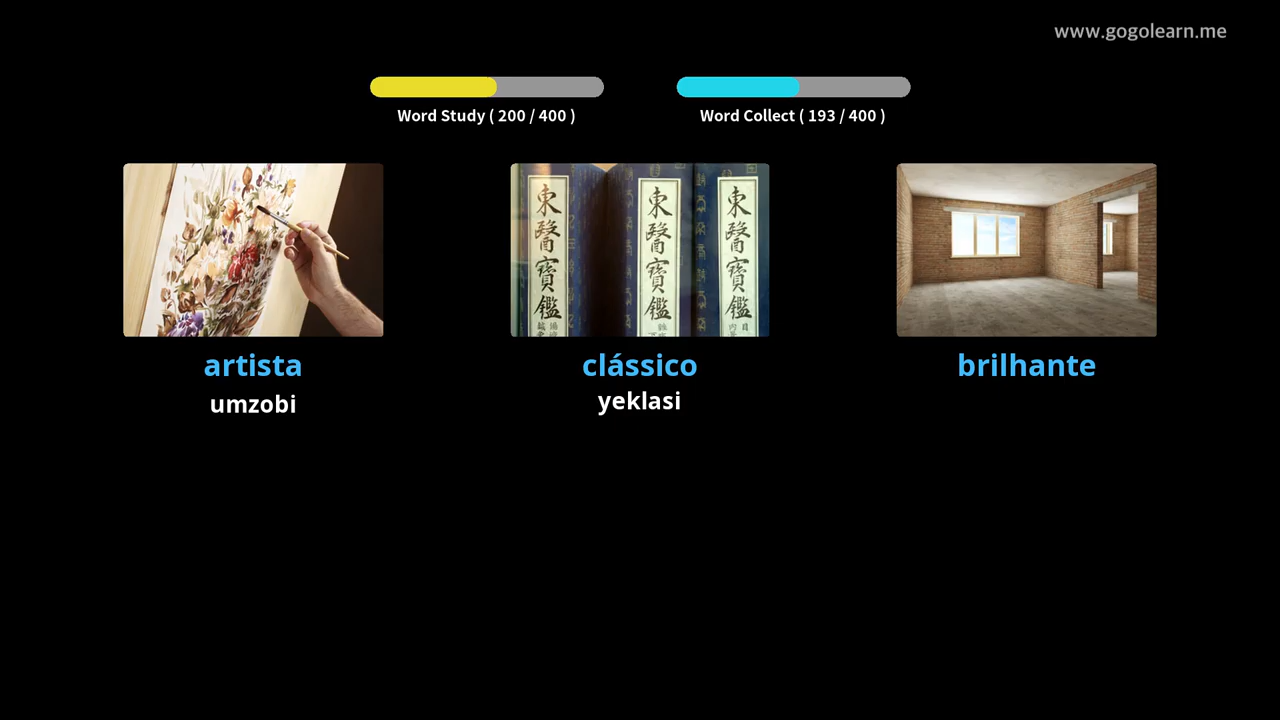 www.gogolearn.me
Word Study ( 200 / 400 )
Word Collect ( 193 / 400 )
東醫寶鑑
東醫寶鑑
東醫寶鑑
artista
clássico
brilhante
umzobi
yeklasi